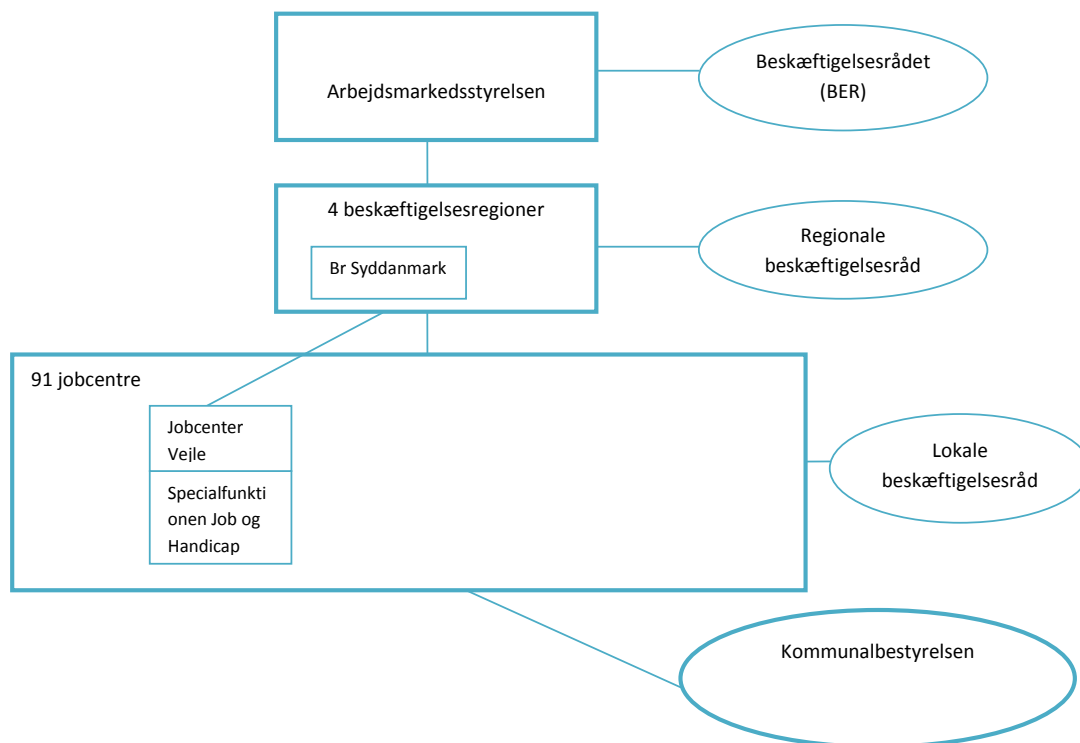 Arbejdsmarkedsstyrelsen
Beskæftigelsesrådet
(BER)
4 beskæftigelsesregioner
Br Syddanmark
Regionale
beskæftigelsesråd
91 jobcentre
Jobcenter
Vejle
Specialfunkti
onen Job og
Handicap
Lokale
beskæftigelsesråd
Kommunalbestyrelsen